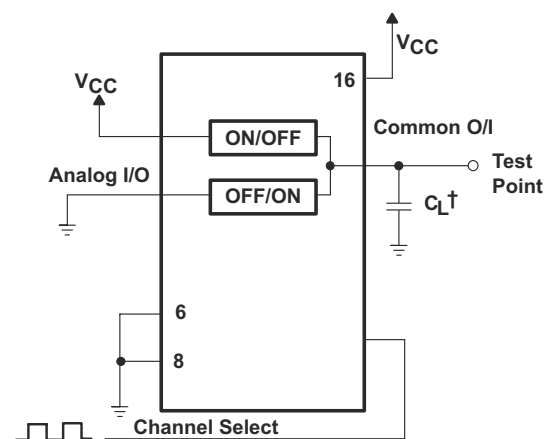 VCC
16
VCC
ON/OFF
Common O/I
Analog I/O
OFF/ON
Test
Point
CL†
6
8
Channel Select